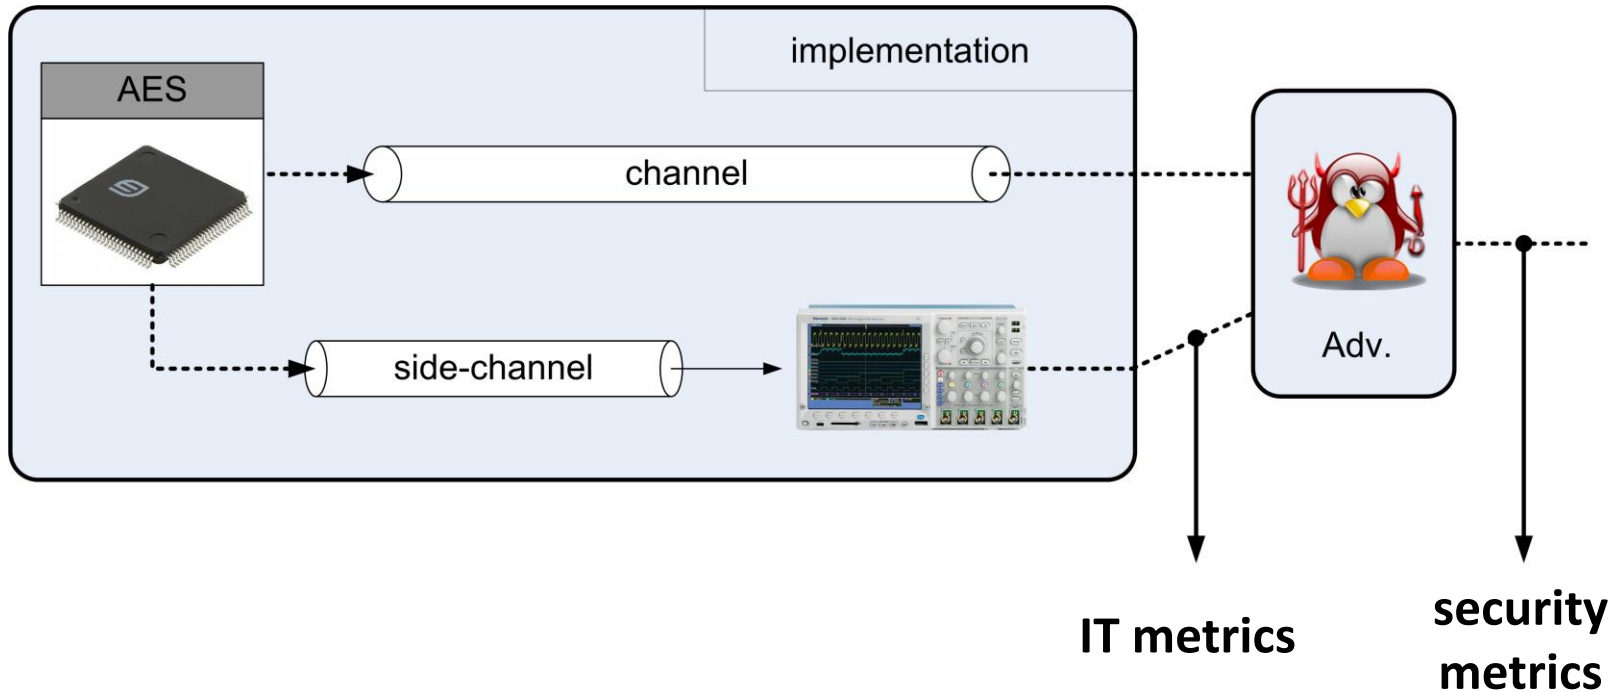 implementation
AES
channel
side-channel
Adv.
IT metrics
security
metrics